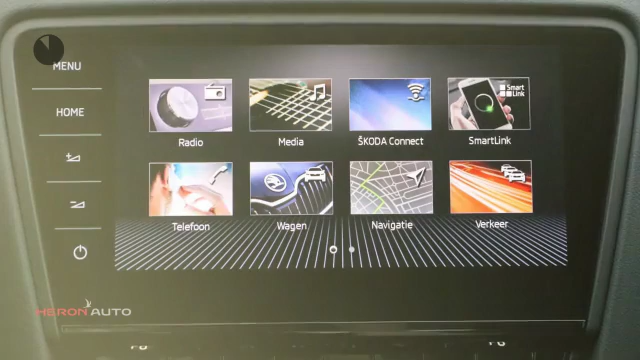 MENU
HOME
Radio
Media
ŠKODA Connect
Smart
Link
SmartLink
Telefoon
Wagen
Navigatie
Verkeer
HERON AUTO